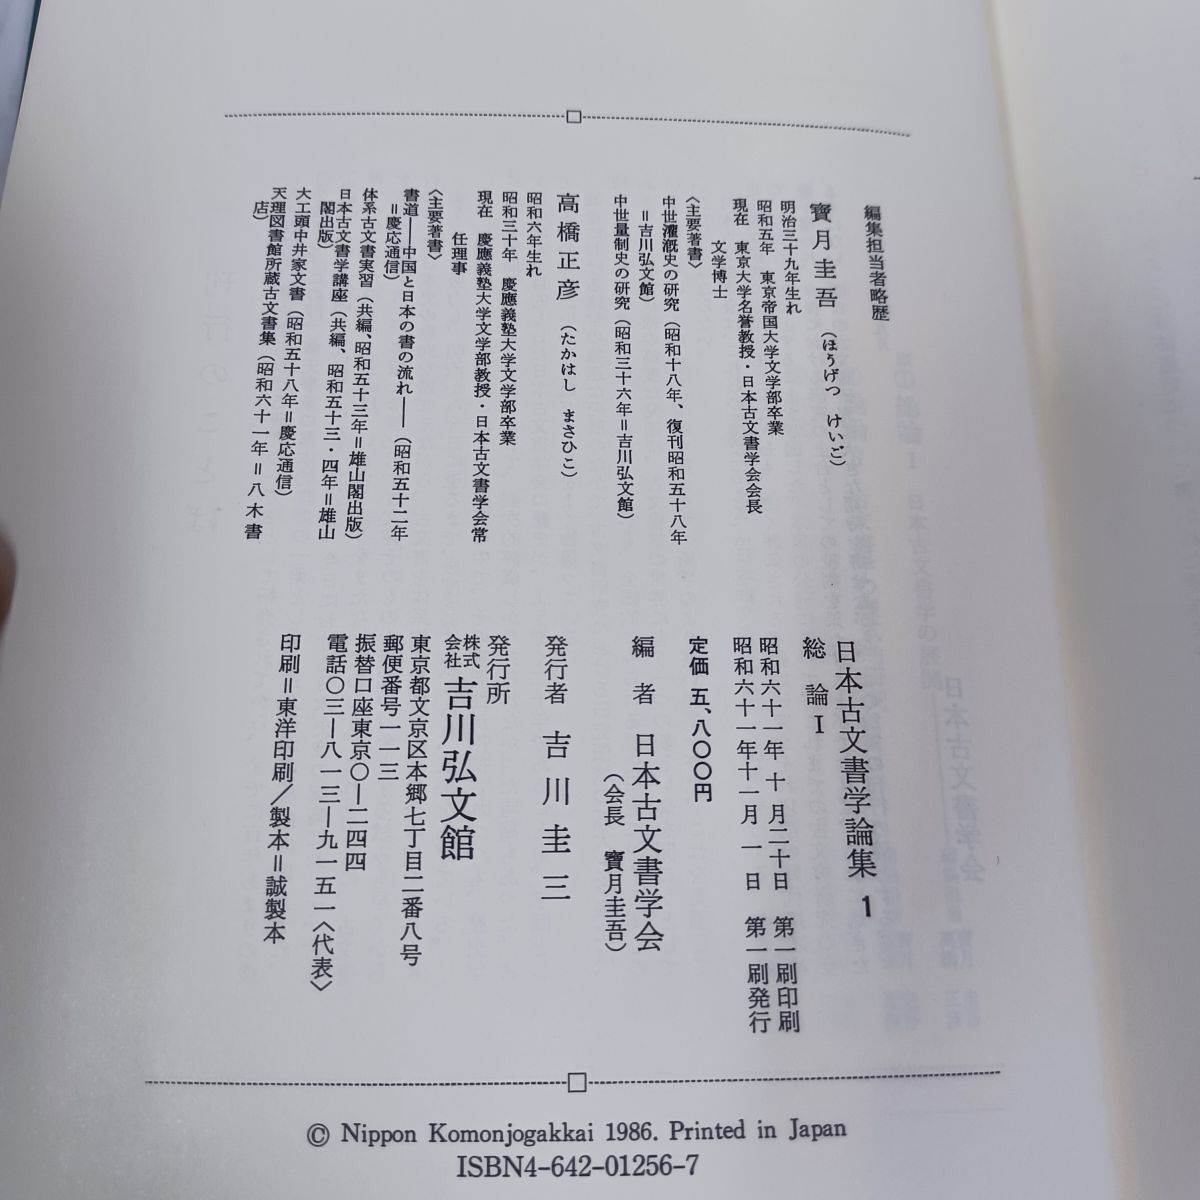 編集担当者略歴
寶月圭吾（ほうげつ　けいご）
明治三十九年生れ
昭和五年　東京帝国大学文学部卒業
現在　東京大学名誉教授・日本古文書学会会長
文学博士
〈主要著書〉
中世灌漑史の研究（昭和十八年、復刊昭和五十八年
＝吉川弘文館）
中世量制史の研究（昭和三十六年＝吉川弘文館）
高橋正彦（たかはし　まさひこ）
昭和六年生れ
昭和三十年　慶應義塾大学文学部卒業
現在　慶應義塾大学文学部教授・日本古文書学会常
任理事
〈主要著書〉
書道――中国と日本の書の流れ――（昭和五十二年
＝慶応通信）
体系古文書実習（共編、昭和五十三年＝雄山閣出版）
日本古文書学講座（共編、昭和五十三・四年＝雄山
閣出版）
大工頭中井家文書（昭和五十八年＝慶応通信）
天理図書館所蔵古文書集（昭和六十一年＝八木書
店）
日本古文書学論集　1
総論Ⅰ
昭和六十一年十月二十日　第一刷印刷
昭和六十一年十一月一日　第一刷発行
定価　五、八〇〇円
編者　日本古文書学会
（会長　寶月圭吾）
発行者　吉川圭三
発行所
株式会社　吉川弘文館
東京都文京区本郷七丁目二番八号
郵便番号一一三
振替口座東京〇―二四四
電話〇三―八一三―九一五一〈代表〉
印刷＝東洋印刷／製本＝誠製本
© Nippon Komonjogakkai 1986. Printed in Japan
ISBN4-642-01256-7